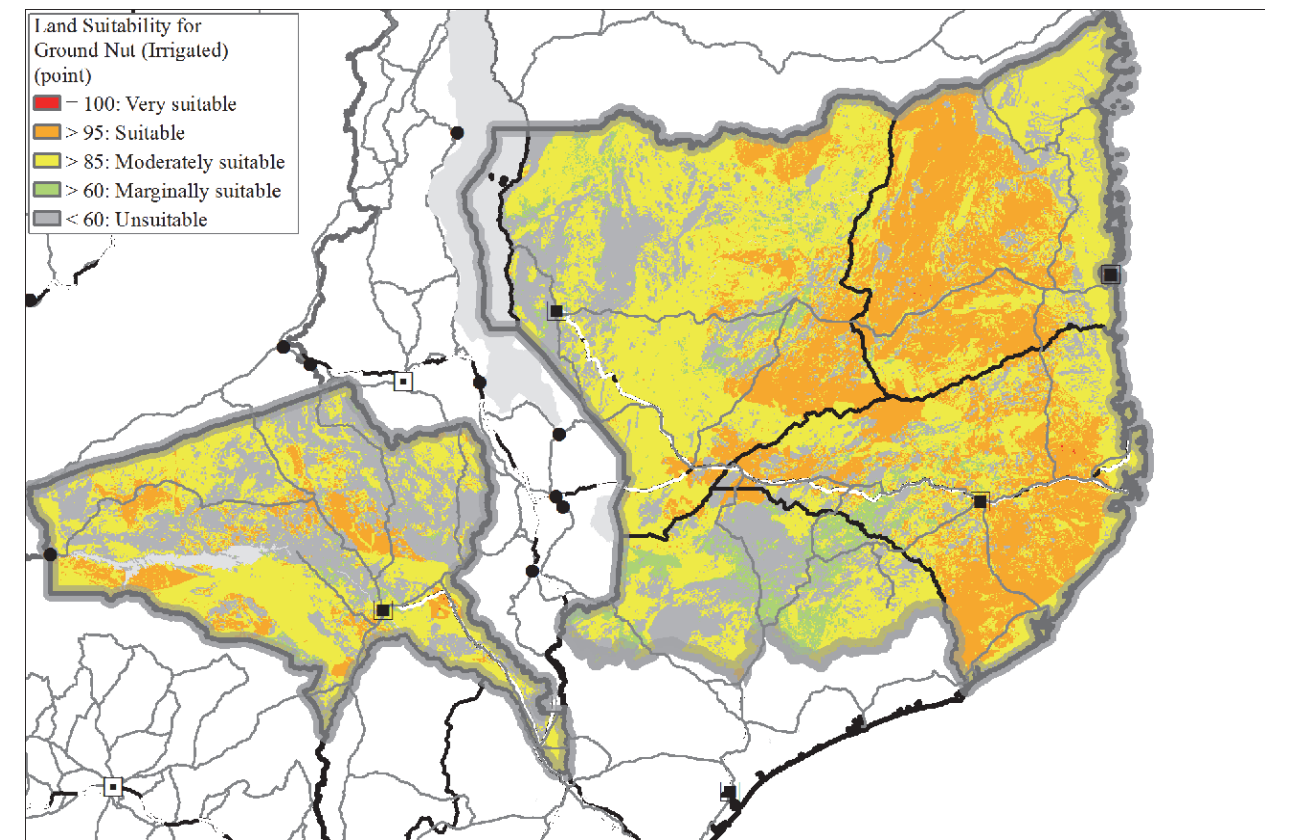 Land Suitability for
Ground Nut (Irrigated)
(point)
= 100: Very suitable
> 95: Suitable
> 85: Moderately suitable
> 60: Marginally suitable
< 60: Unsuitable